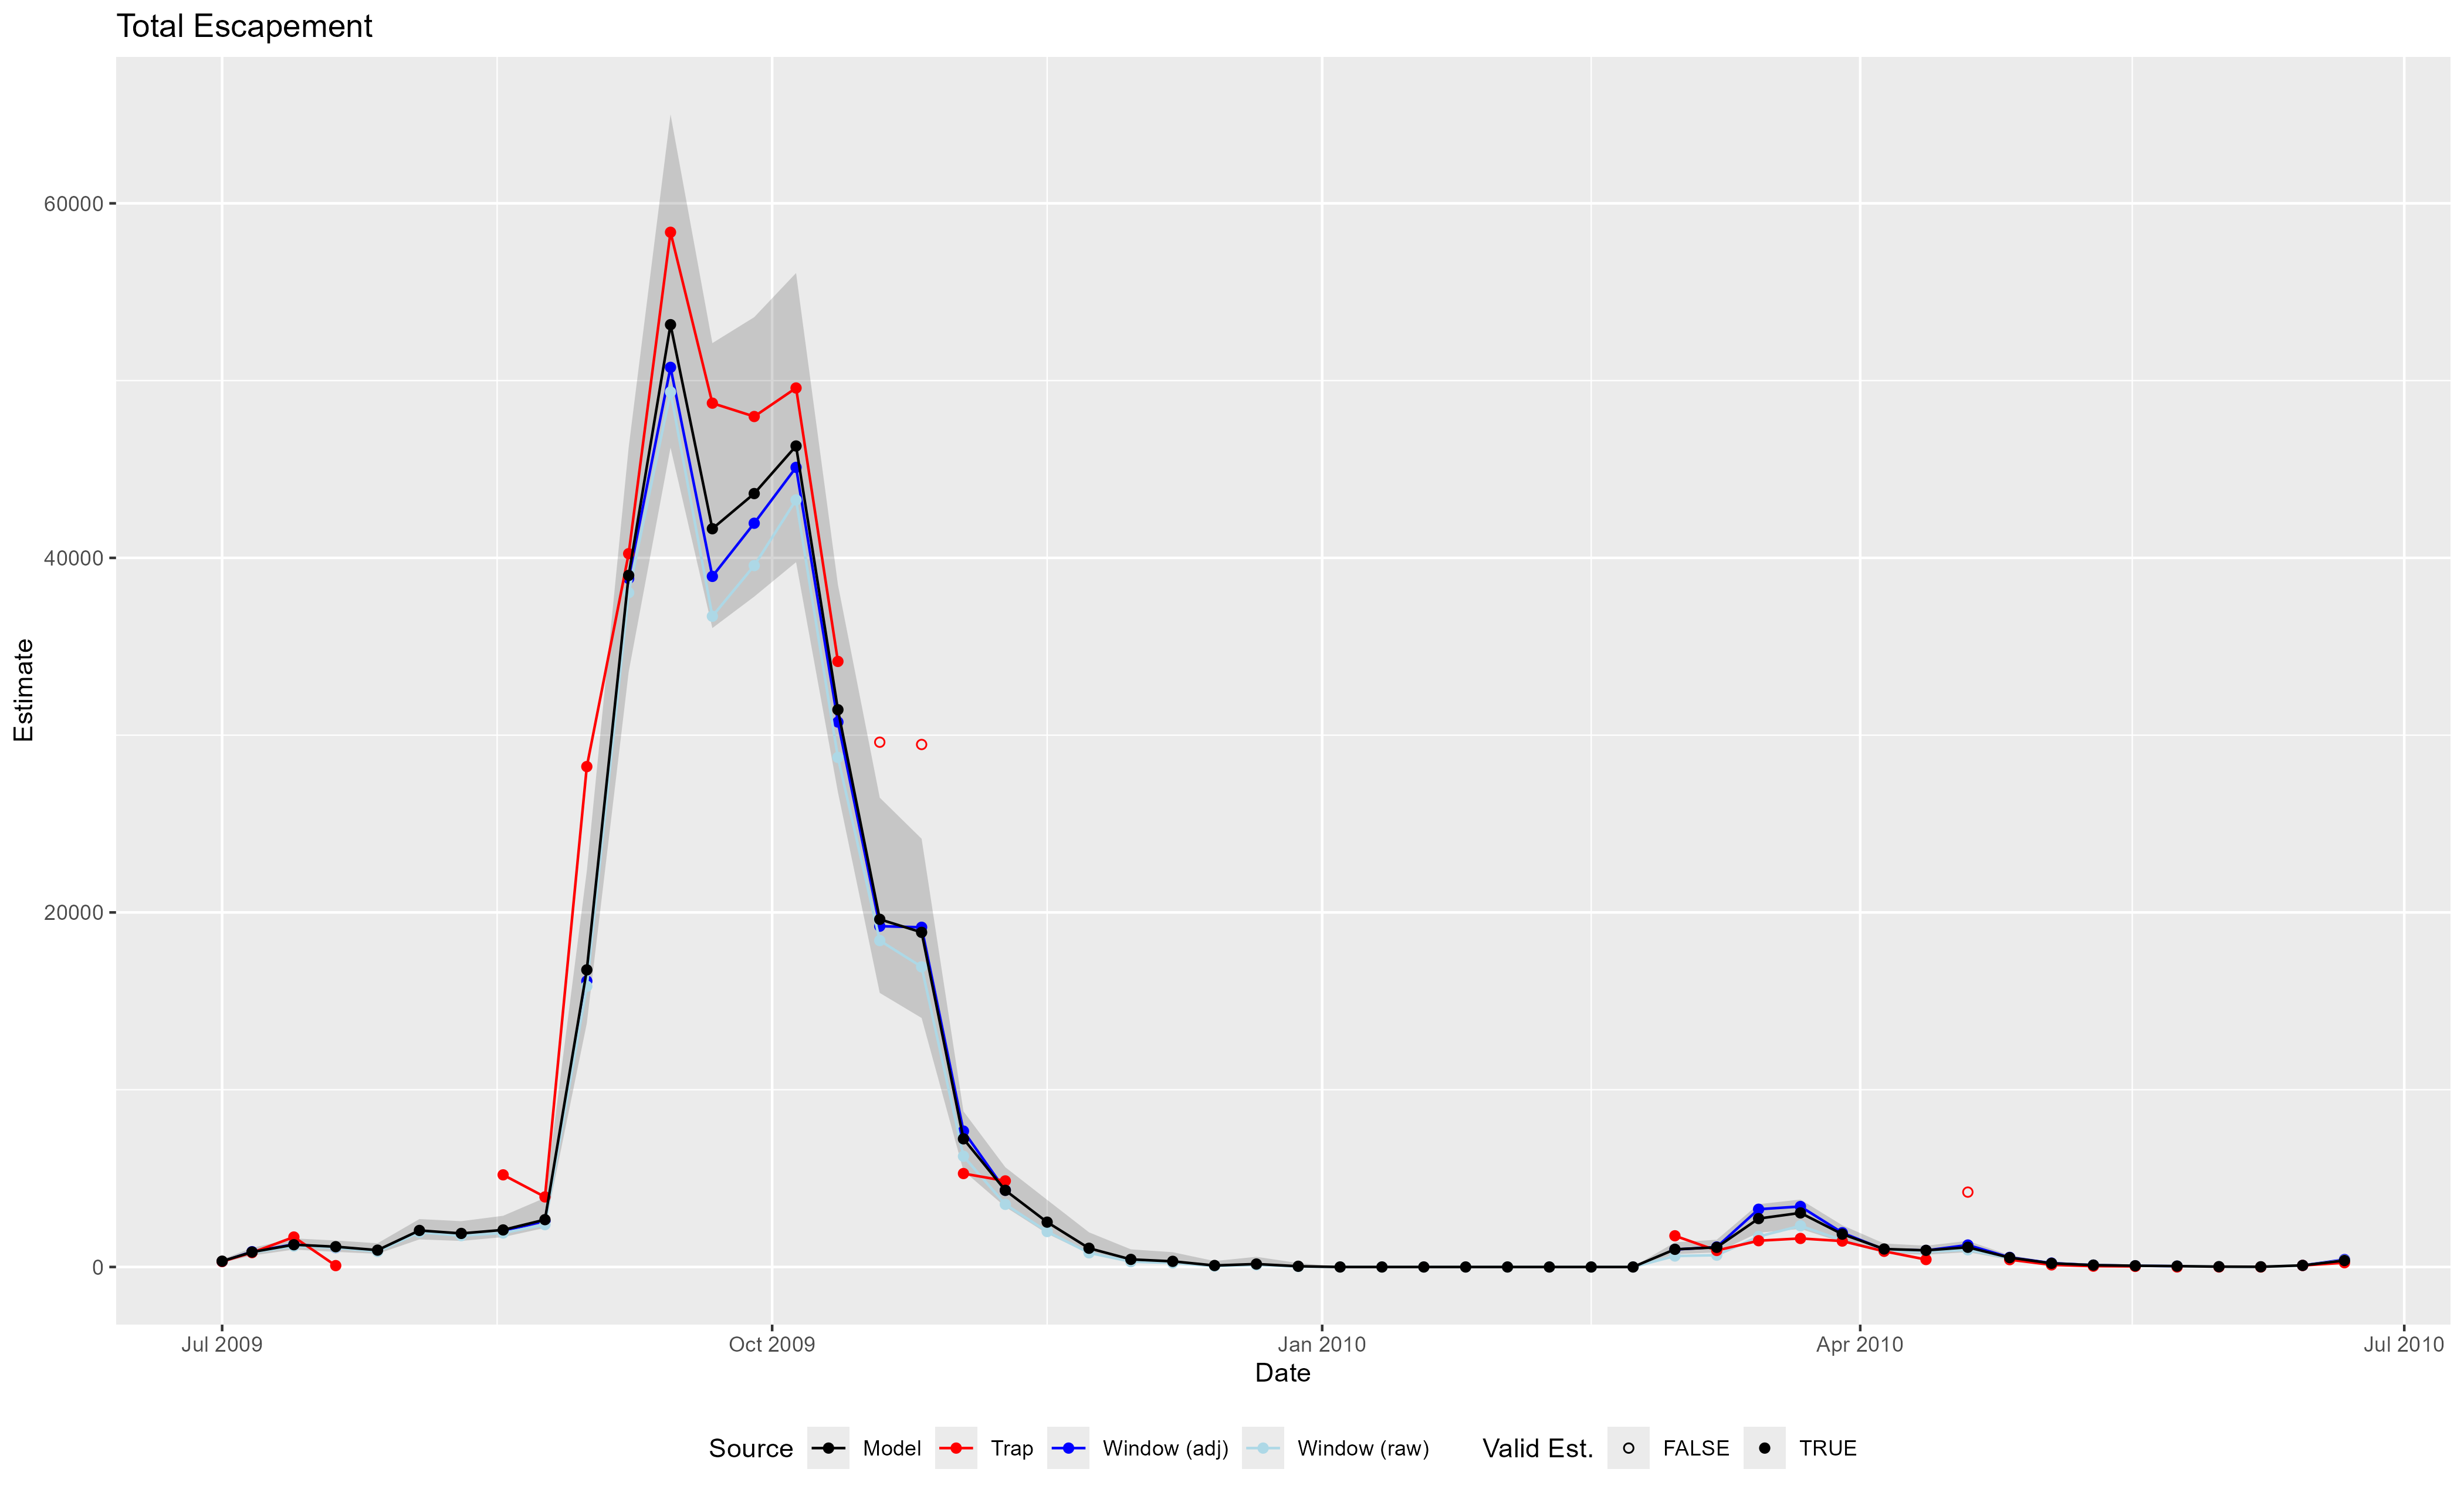 Total Escapement
60000
40000
20000
0
Estimate
Jul 2009 Oct 2009 Jan 2010 Apr 2010 Jul 2010
Date
Source Model Trap Window (adj) Window (raw) Valid Est. FALSE TRUE